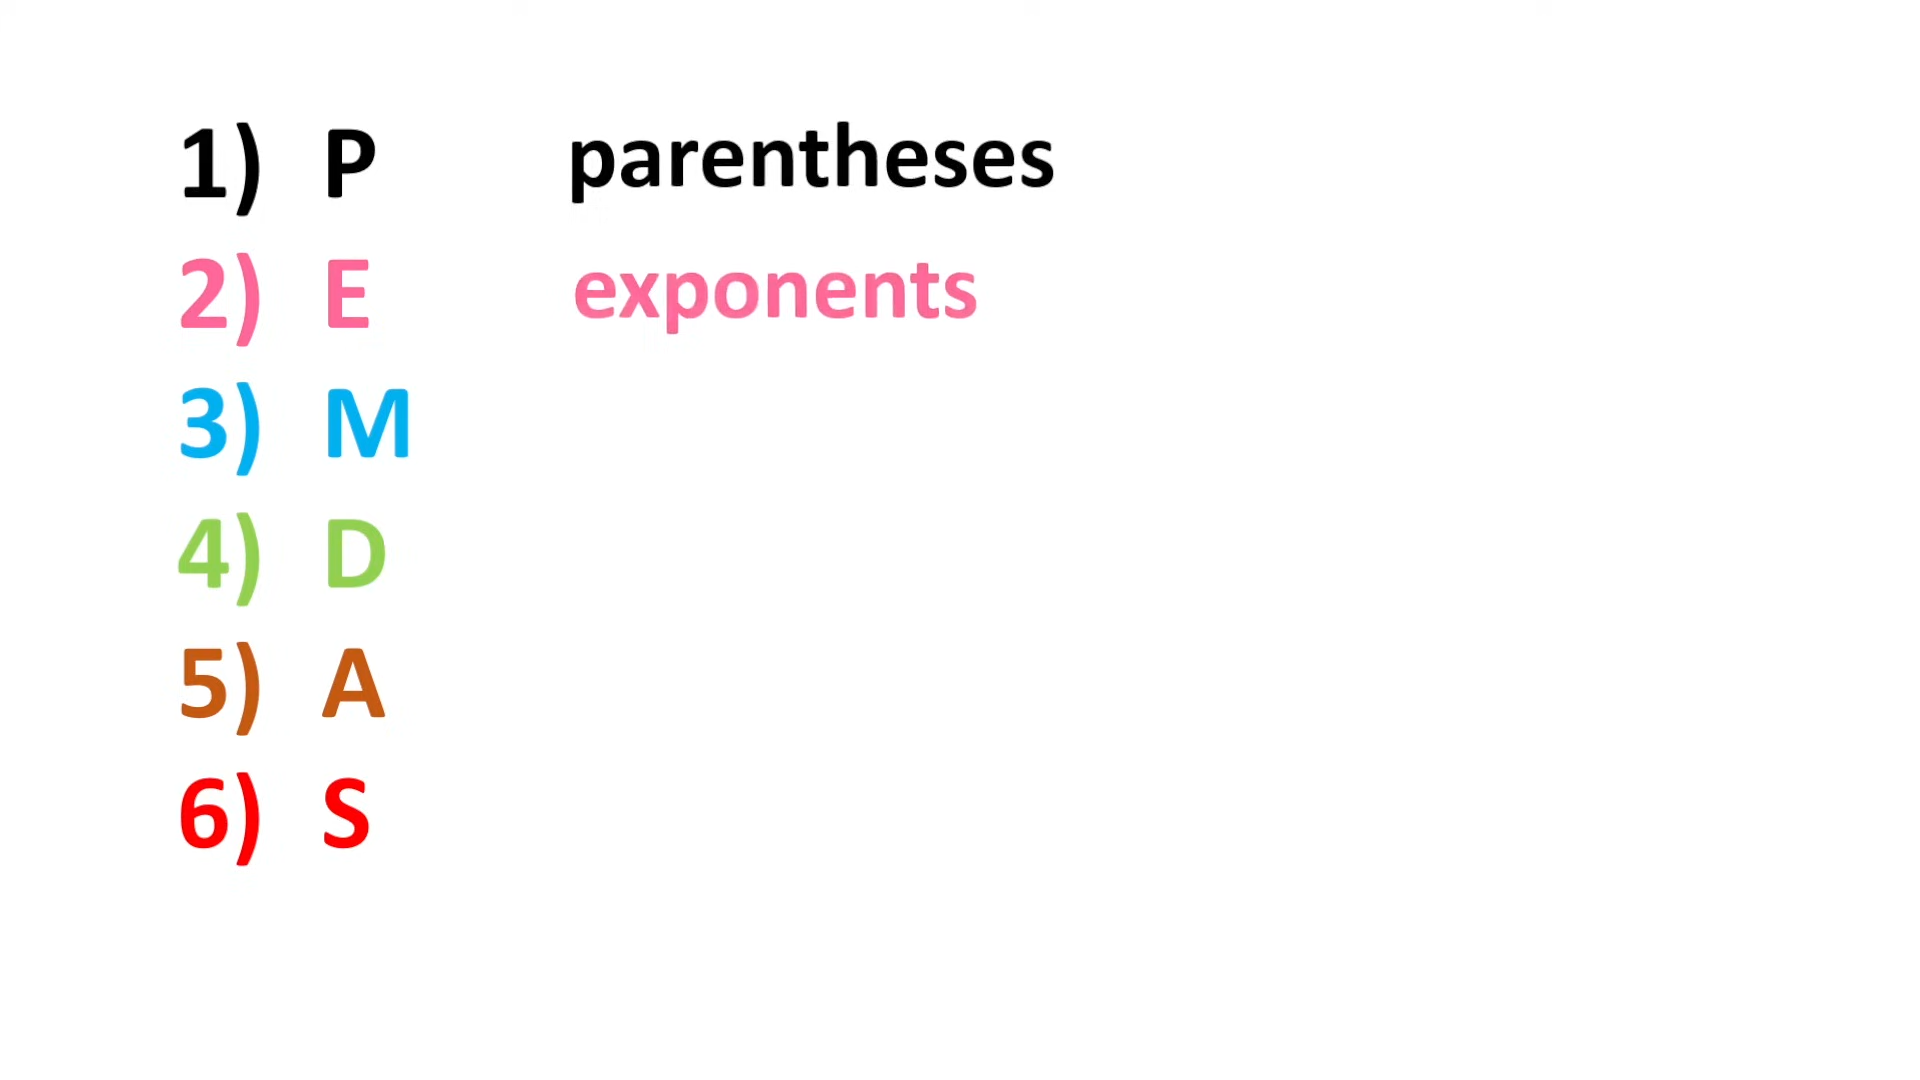 1) P parentheses
2) E exponents
3) M
4) D
5) A
6) S